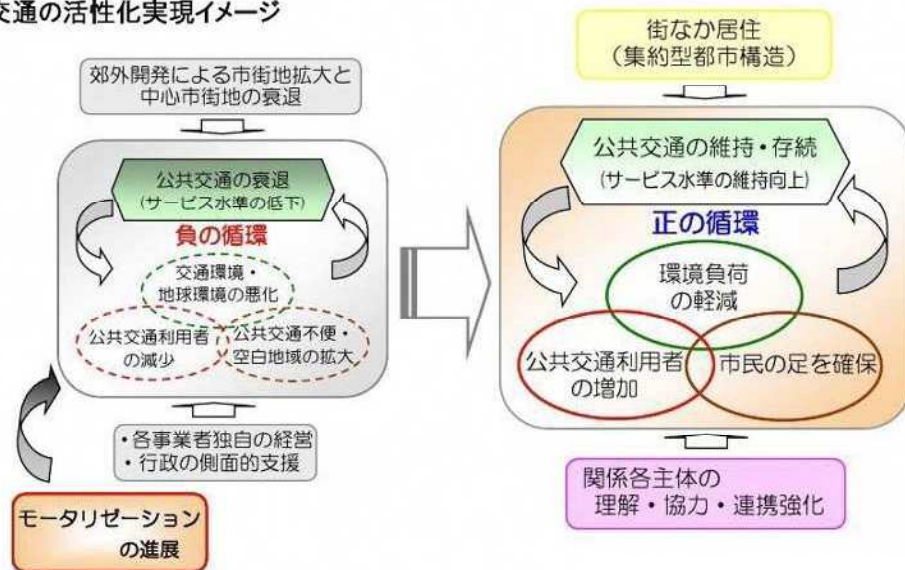 交通の活性化実現イメージ
郊外開発による市街地拡大と
中心市街地の衰退
公共交通の衰退
(サービス水準の低下)
負の循環
交通環境・
地球環境の悪化
公共交通利用者
の減少
公共交通不便・
空白地域の拡大
・各事業者独自の経営
・行政の側面的支援
モータリゼーション
の進展
街なか居住
(集約型都市構造)
公共交通の維持・存続
(サービス水準の維持向上)
正の循環
環境負荷
の軽減
公共交通利用者
の増加
市民の足を確保
関係各主体の
理解・協力・連携強化